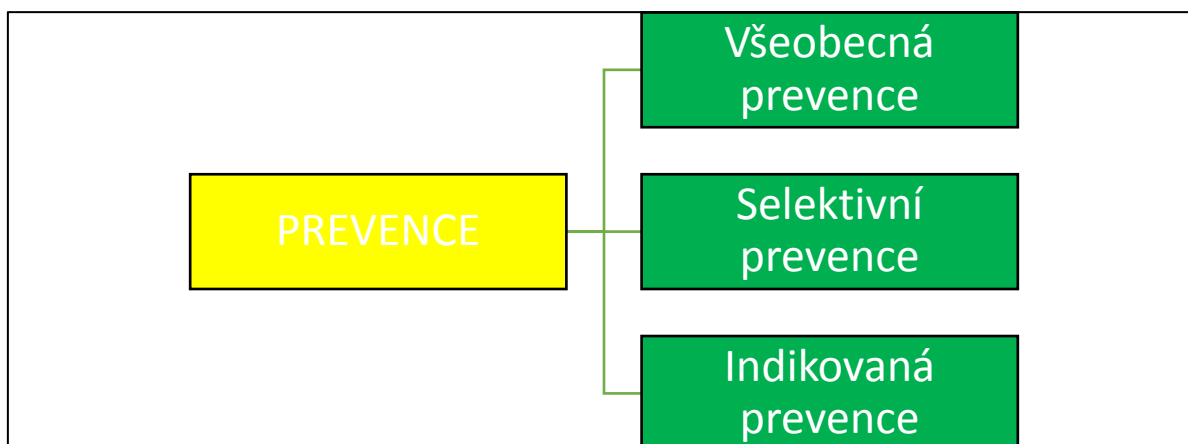 Všeobecná
prevence
PREVENCE
Selektivní
prevence
Indikovaná
prevence